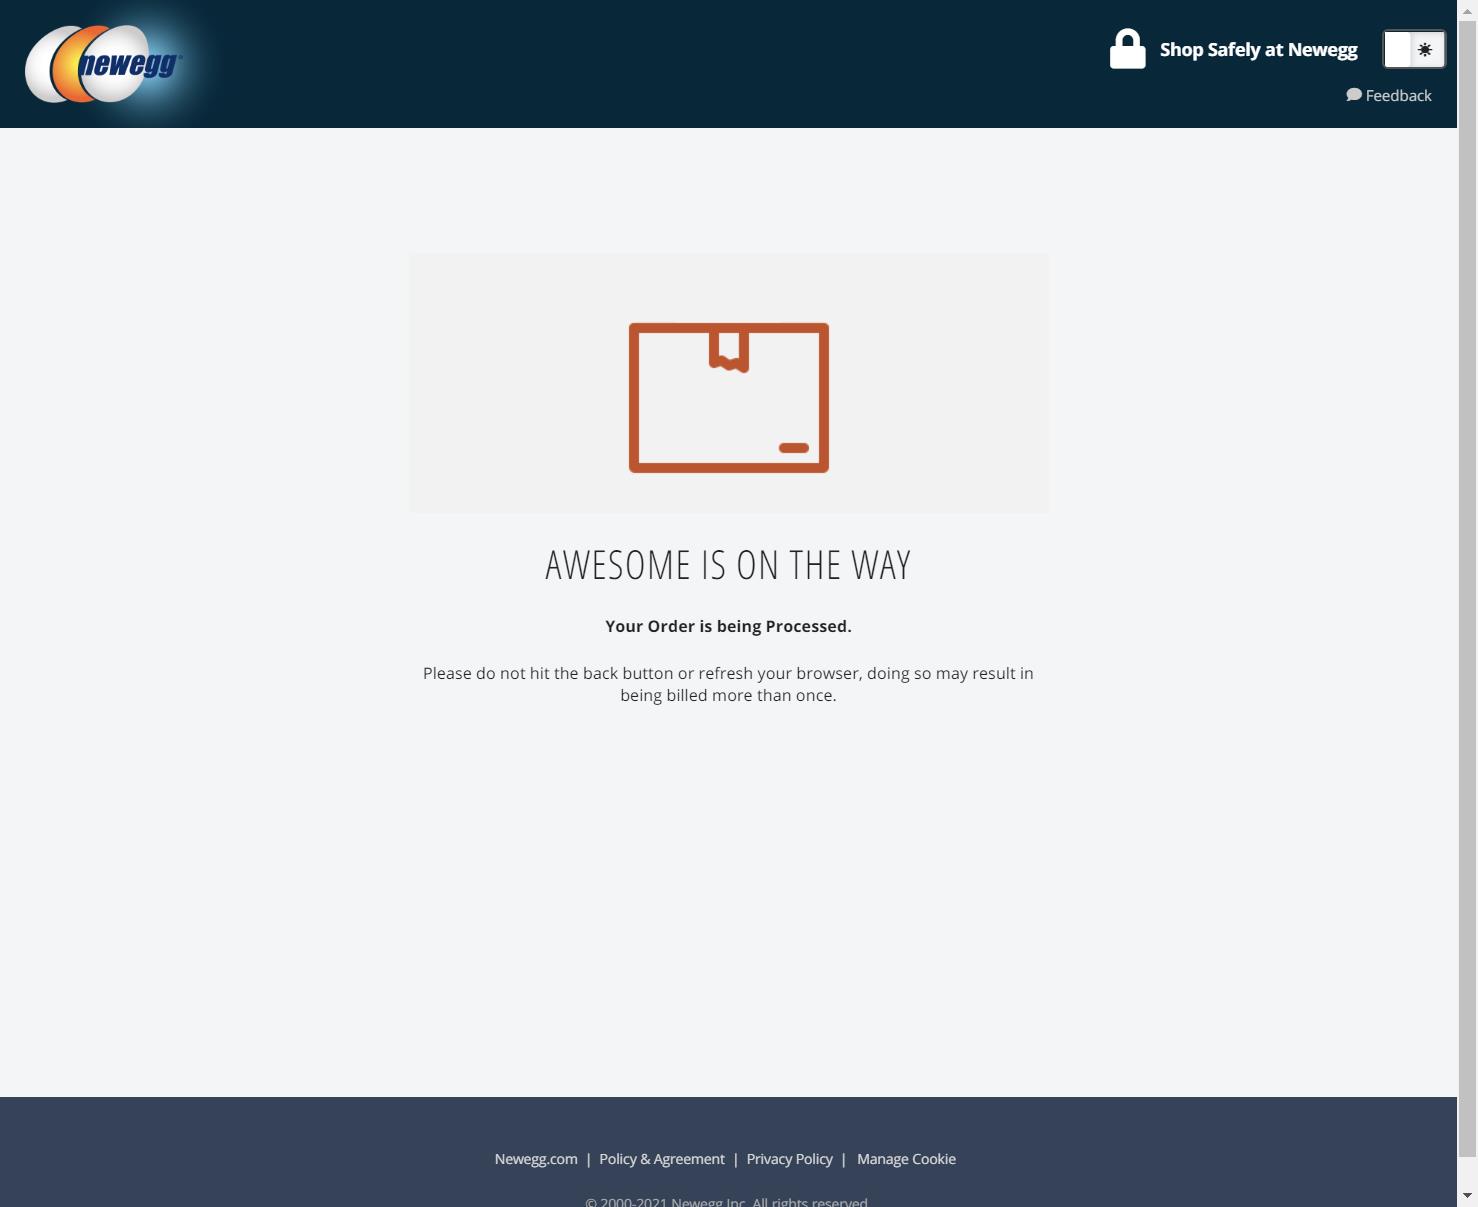 newegg
Shop Safely at Newegg
Feedback
AWESOME IS ON THE WAY
Your Order is being Processed.
Please do not hit the back button or refresh your browser, doing so may result in
being billed more than once.
Newegg.com | Policy & Agreement | Privacy Policy | Manage Cookie
© 2000-2021 Newegg Inc. All rights reserved.